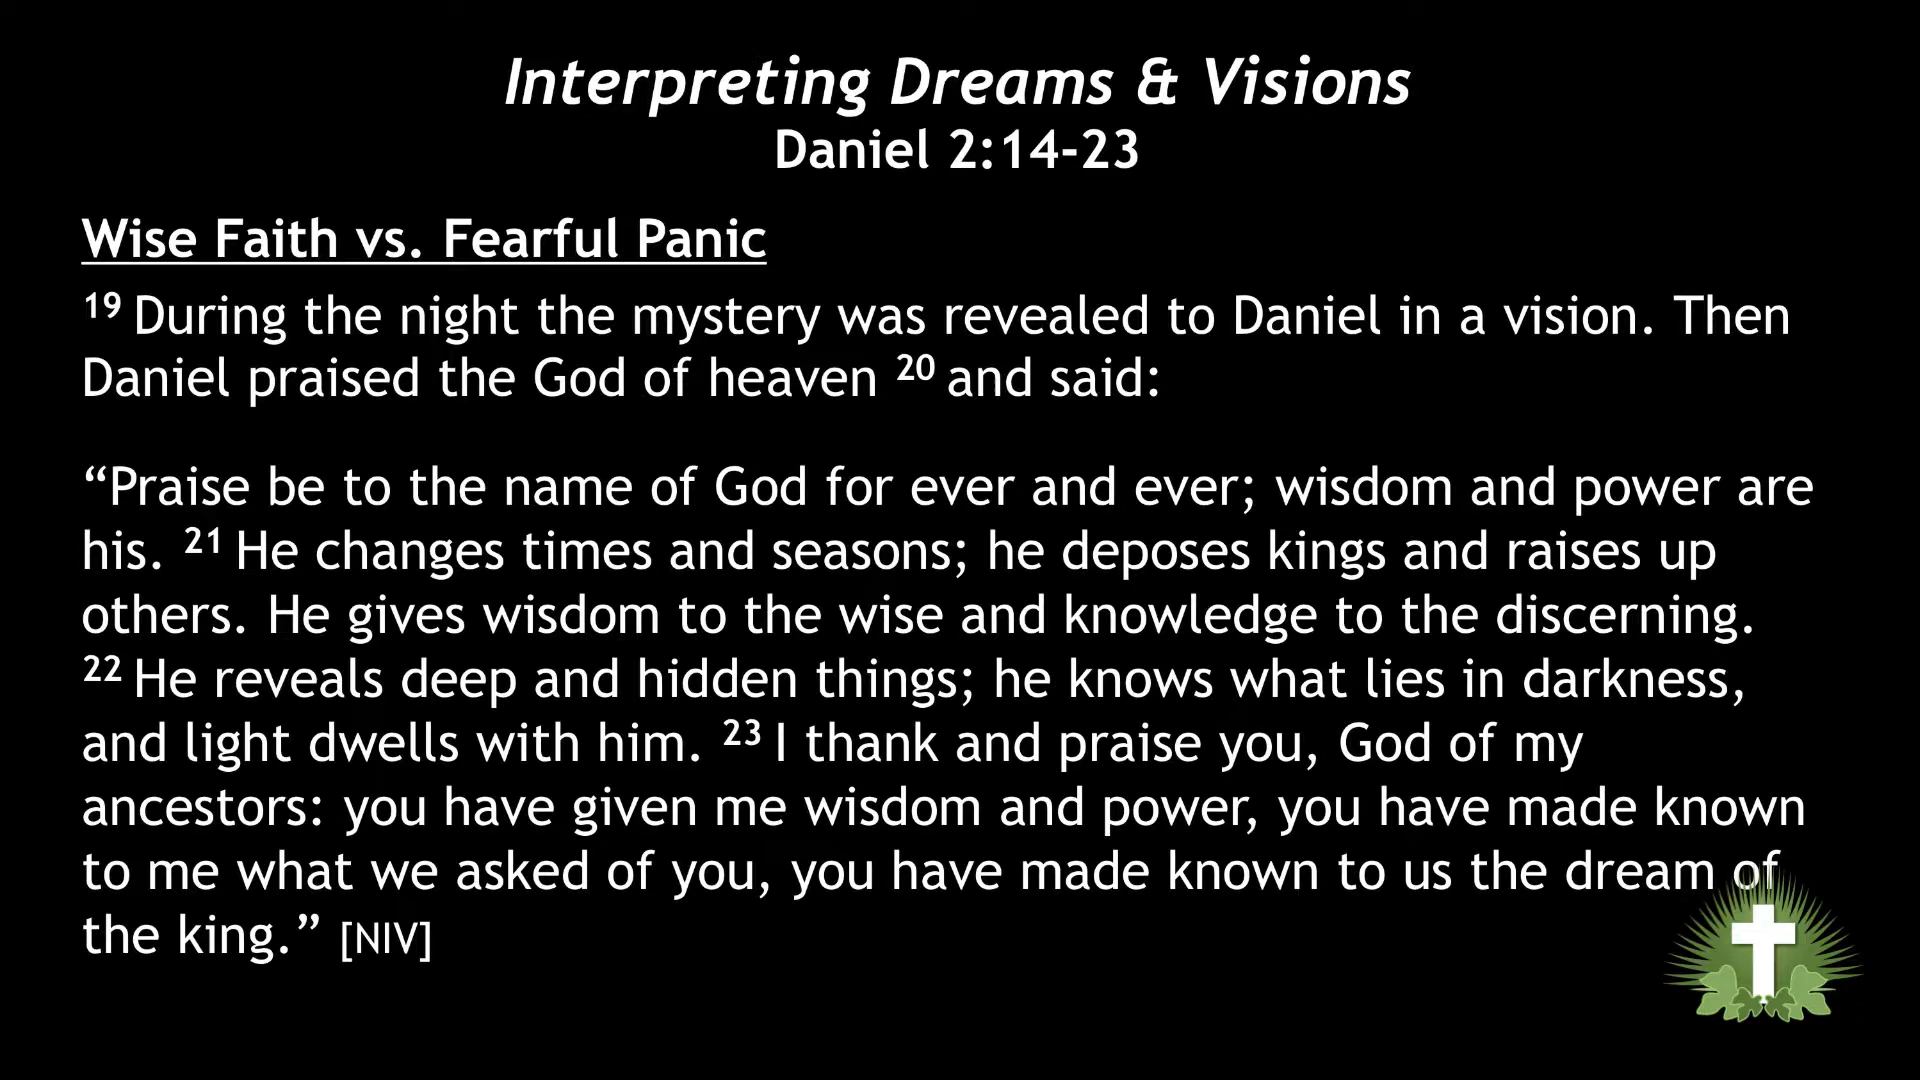 Interpreting Dreams & Visions
Daniel 2:14-23
Wise Faith vs. Fearful Panic
19 During the night the mystery was revealed to Daniel in a vision. Then
Daniel praised the God of heaven 20 and said:
“Praise be to the name of God for ever and ever; wisdom and power are
his. 21 He changes times and seasons; he deposes kings and raises up
others. He gives wisdom to the wise and knowledge to the discerning.
22 He reveals deep and hidden things; he knows what lies in darkness,
and light dwells with him. 23 I thank and praise you, God of my
ancestors: you have given me wisdom and power, you have made known
to me what we asked of you, you have made known to us the dream of
the king.” [NIV]